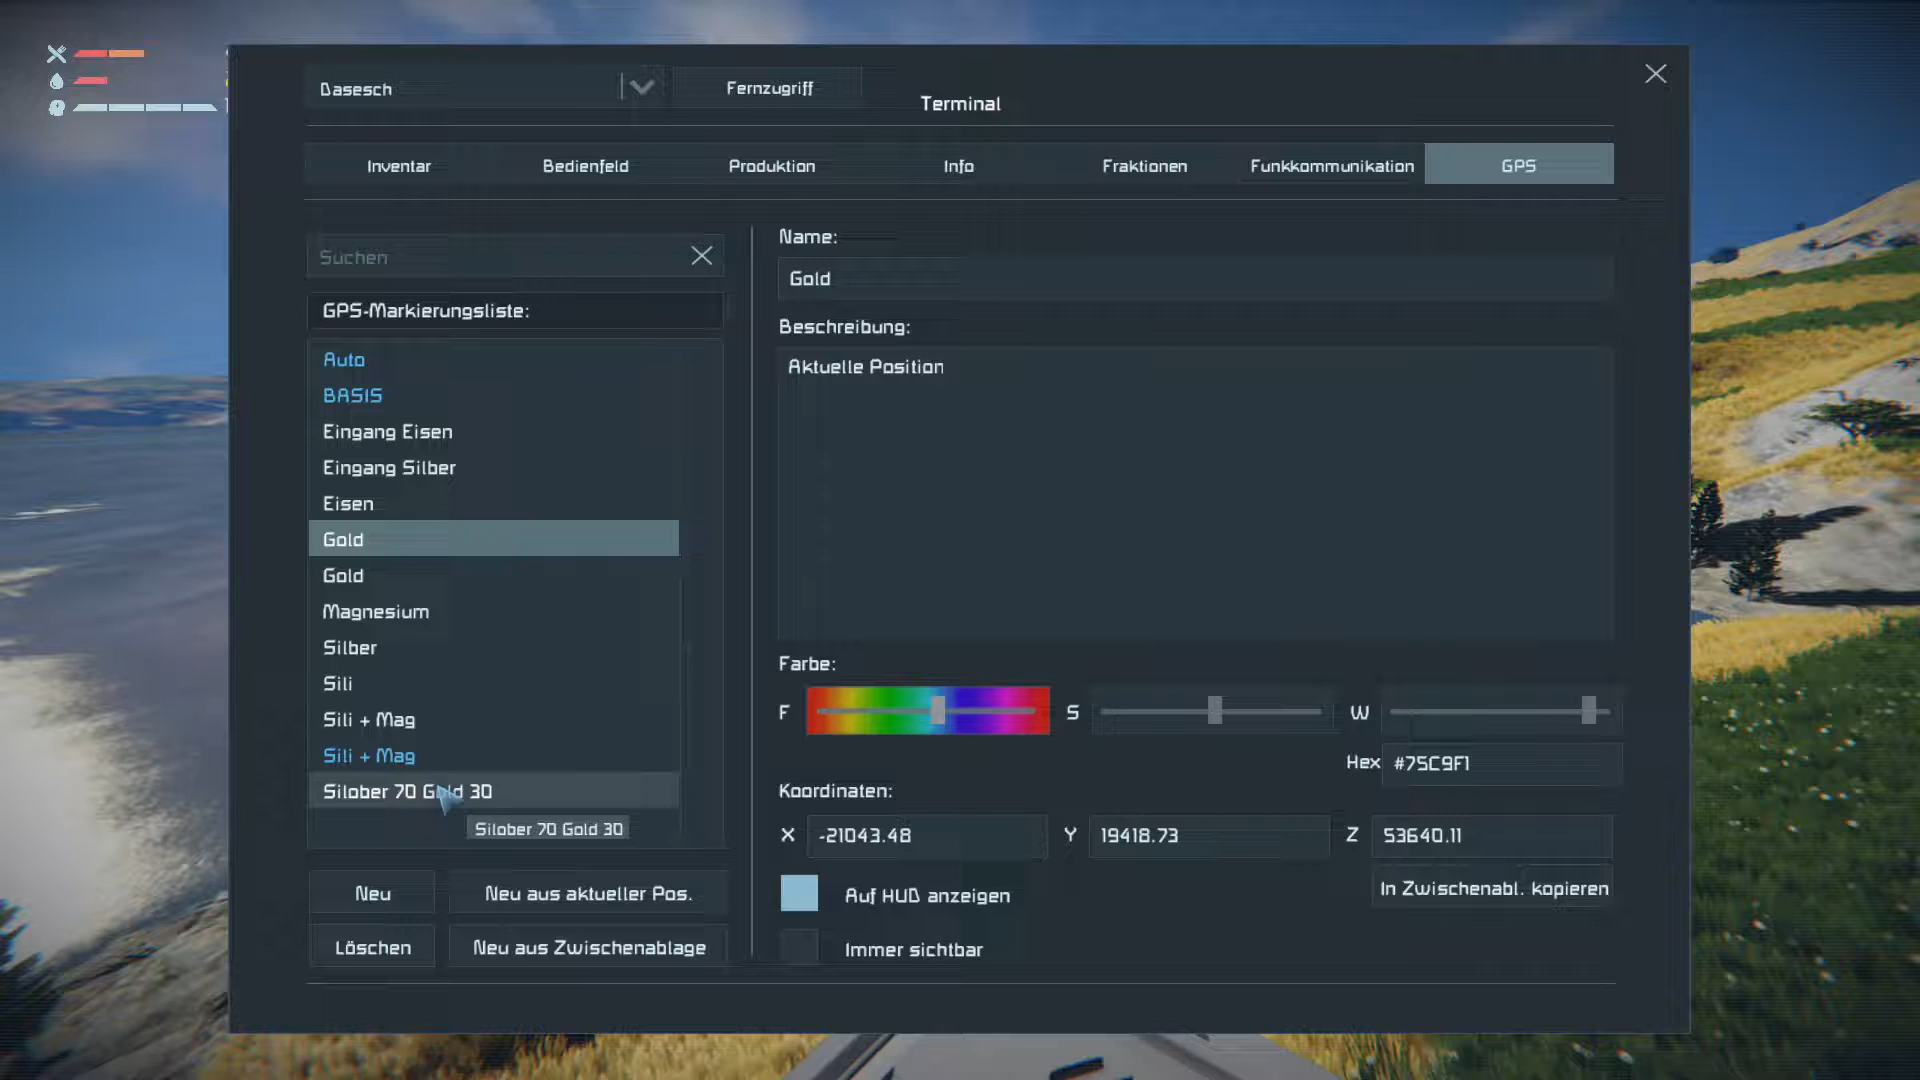 Basesch
Fernzugriff
Terminal
Inventar
Bedienfeld
Produktion
Info
Fraktionen
Funkkommunikation
GPS
Suchen
GPS-Markierungsliste:
Auto
BASIS
Eingang Eisen
Eingang Silber
Eisen
Gold
Gold
Magnesium
Silber
Sili
Sili + Mag
Sili + Mag
Silober 70 Gold 30
Silober 70 Gold 30
Neu
Neu aus aktueller Pos.
Löschen
Neu aus Zwischenablage
Name:
Gold
Beschreibung:
Aktuelle Position
Farbe:
F
S
W
Hex #75C9F1
Koordinaten:
X -21043.48 Y 19418.73 Z 53640.11
In Zwischenabl. kopieren
Auf HUD anzeigen
Immer sichtbar